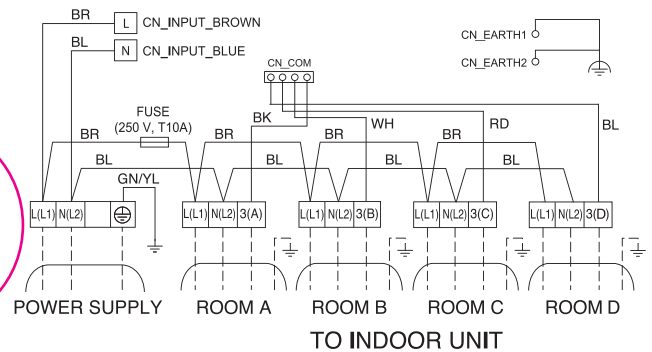 BR L CN_INPUT_BROWN
BL N CN_INPUT_BLUE
CN_EARTH1
CN_EARTH2
CN_COM
FUSE
(250 V, T10A)
BK WH RD BL
BR BR BR BR
BL BL BL BL
GN/YL
L(L1) N(L2) L(L1) N(L2) 3(A) L(L1) N(L2) 3(B) L(L1) N(L2) 3(C) L(L1) N(L2) 3(D)
POWER SUPPLY ROOM A ROOM B ROOM C ROOM D
TO INDOOR UNIT